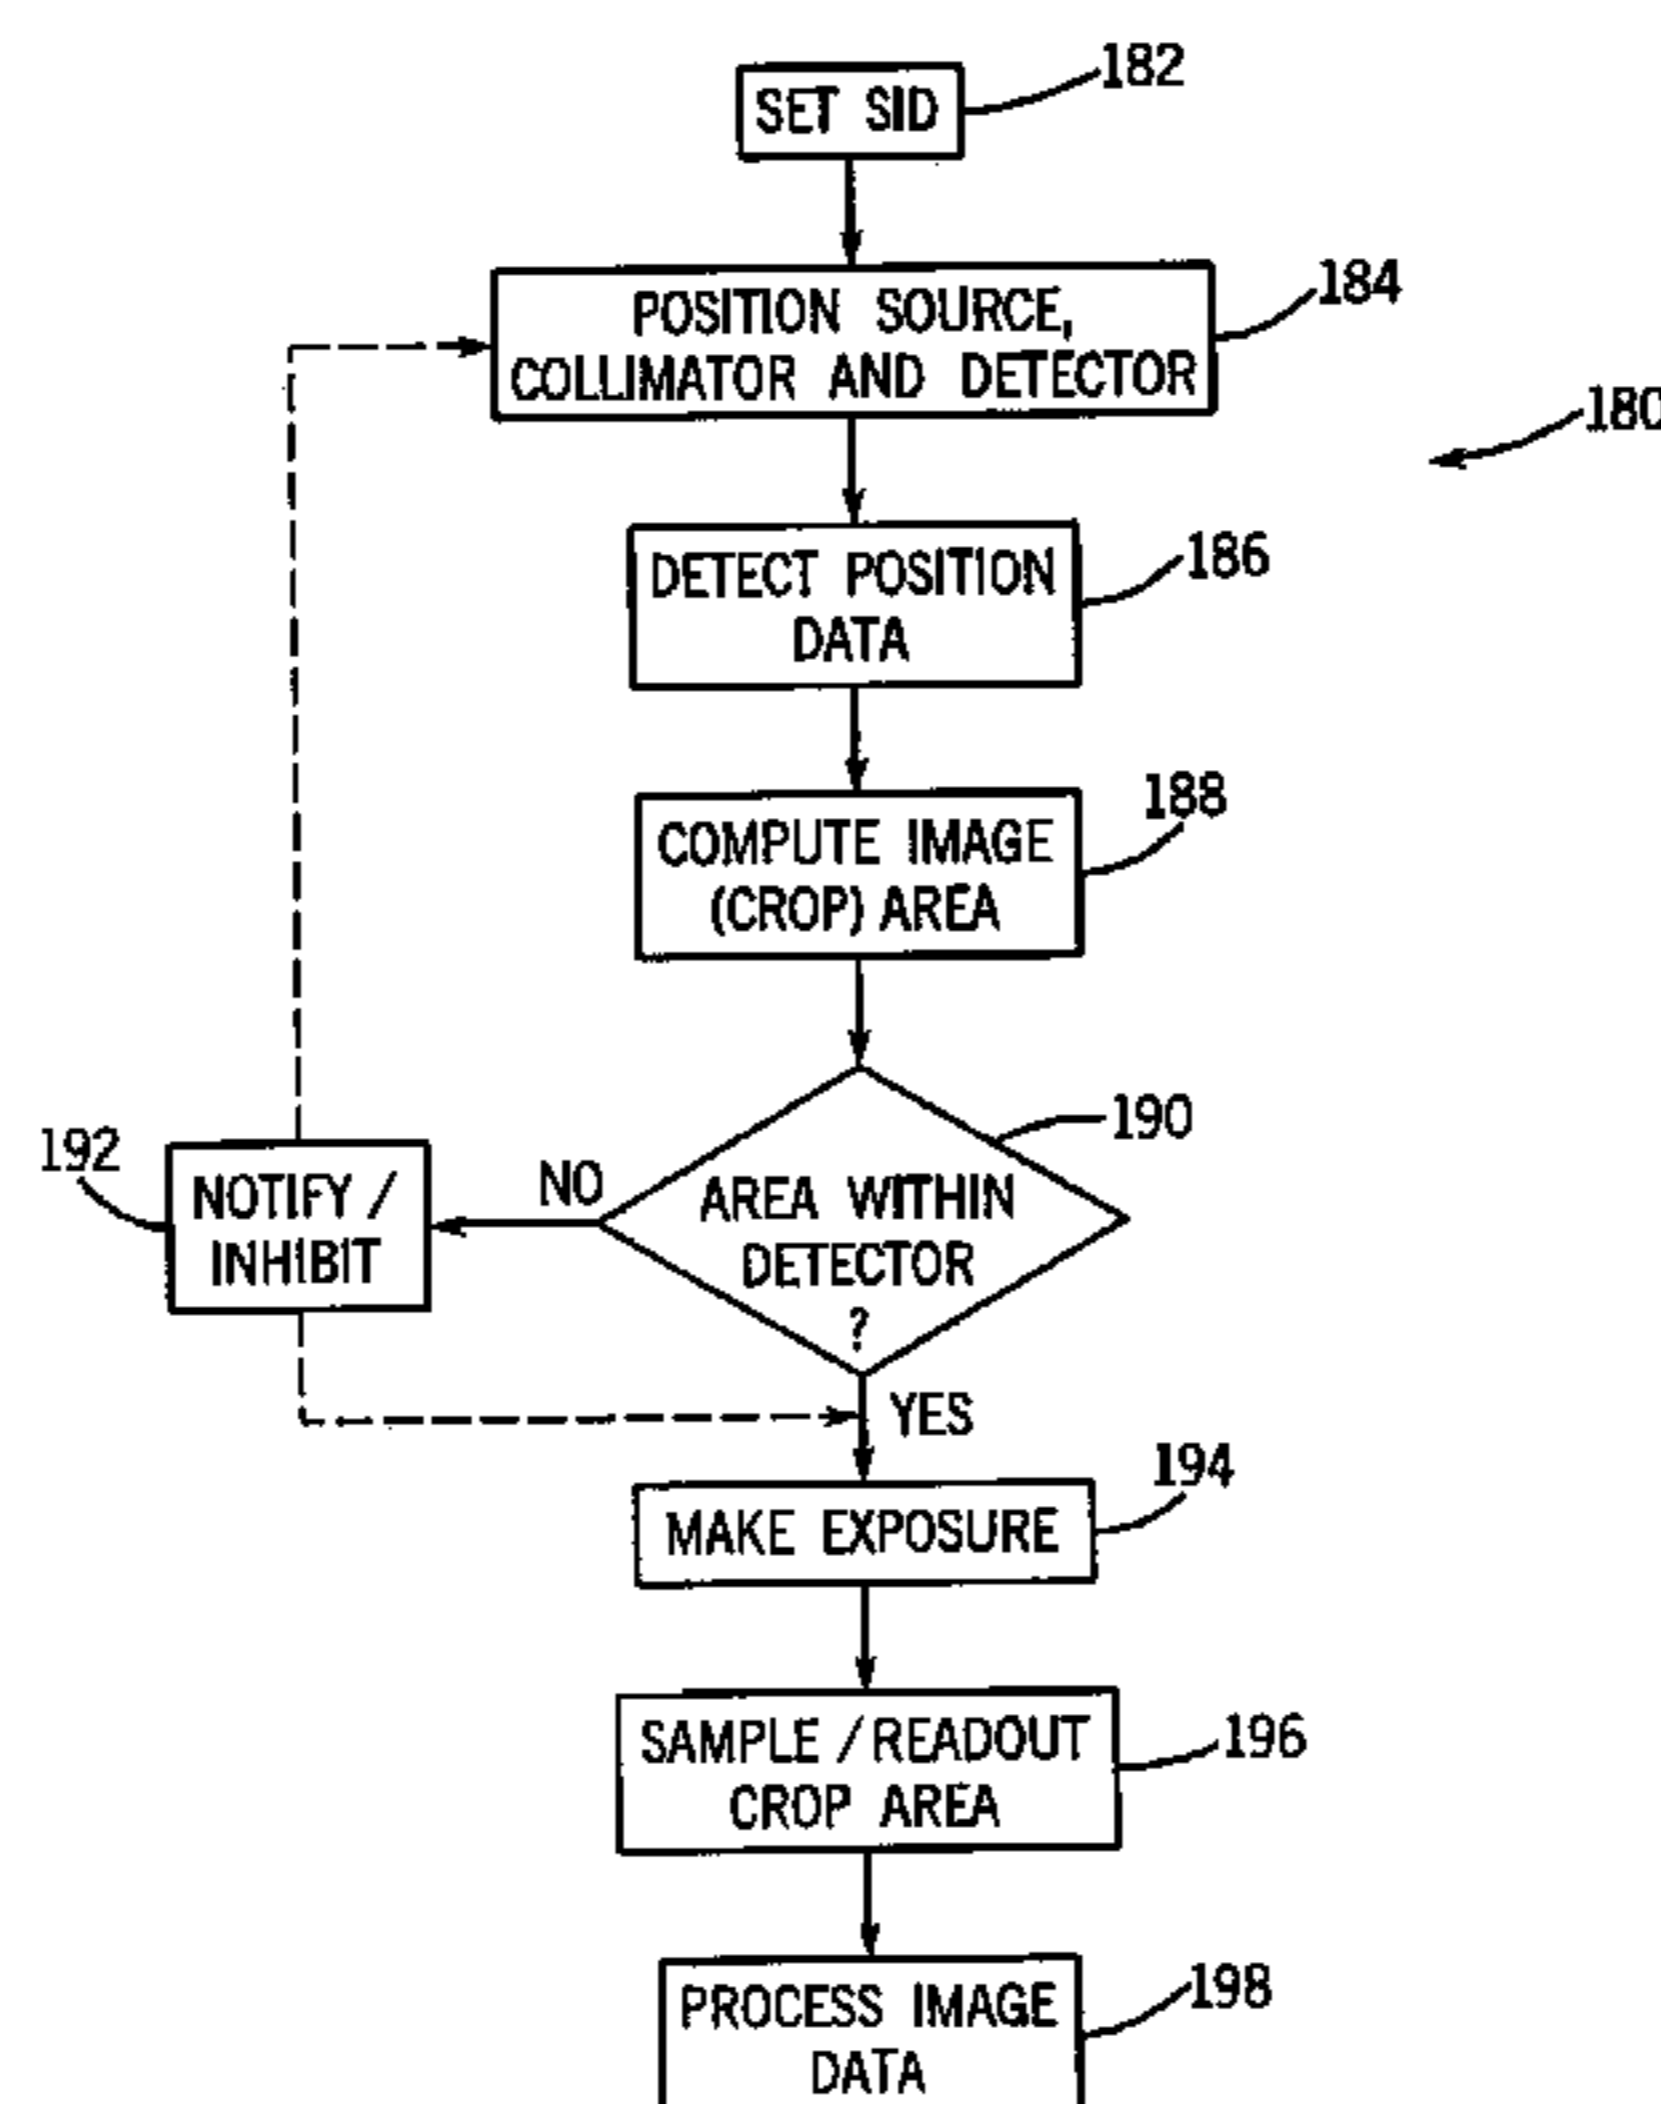 182
SET SID
184
POSITION SOURCE,
COLLIMATOR AND DETECTOR
180
186
DETECT POSITION
DATA
188
COMPUTE IMAGE
(CROP) AREA
190
192
NO
NOTIFY /
INHIBIT
AREA WITHIN
DETECTOR
?
YES
194
MAKE EXPOSURE
196
SAMPLE / READOUT
CROP AREA
198
PROCESS IMAGE
DATA